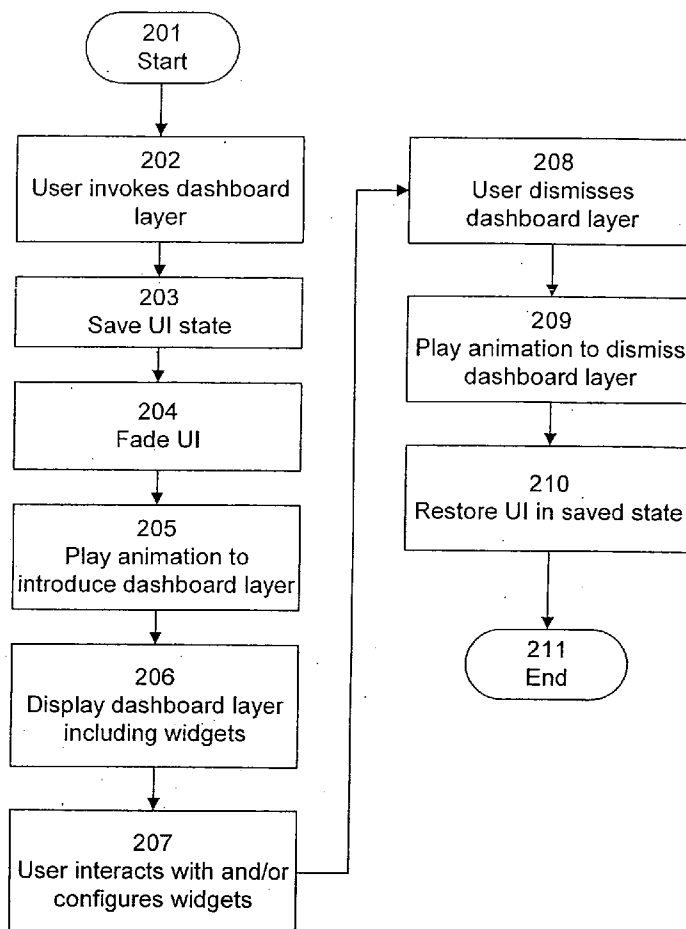 201
Start
202
User invokes dashboard
layer
203
Save UI state
204
Fade UI
205
Play animation to
introduce dashboard layer
206
Display dashboard layer
including widgets
207
User interacts with and/or
configures widgets
208
User dismisses
dashboard layer
209
Play animation to dismiss
dashboard layer
210
Restore UI in saved state
211
End